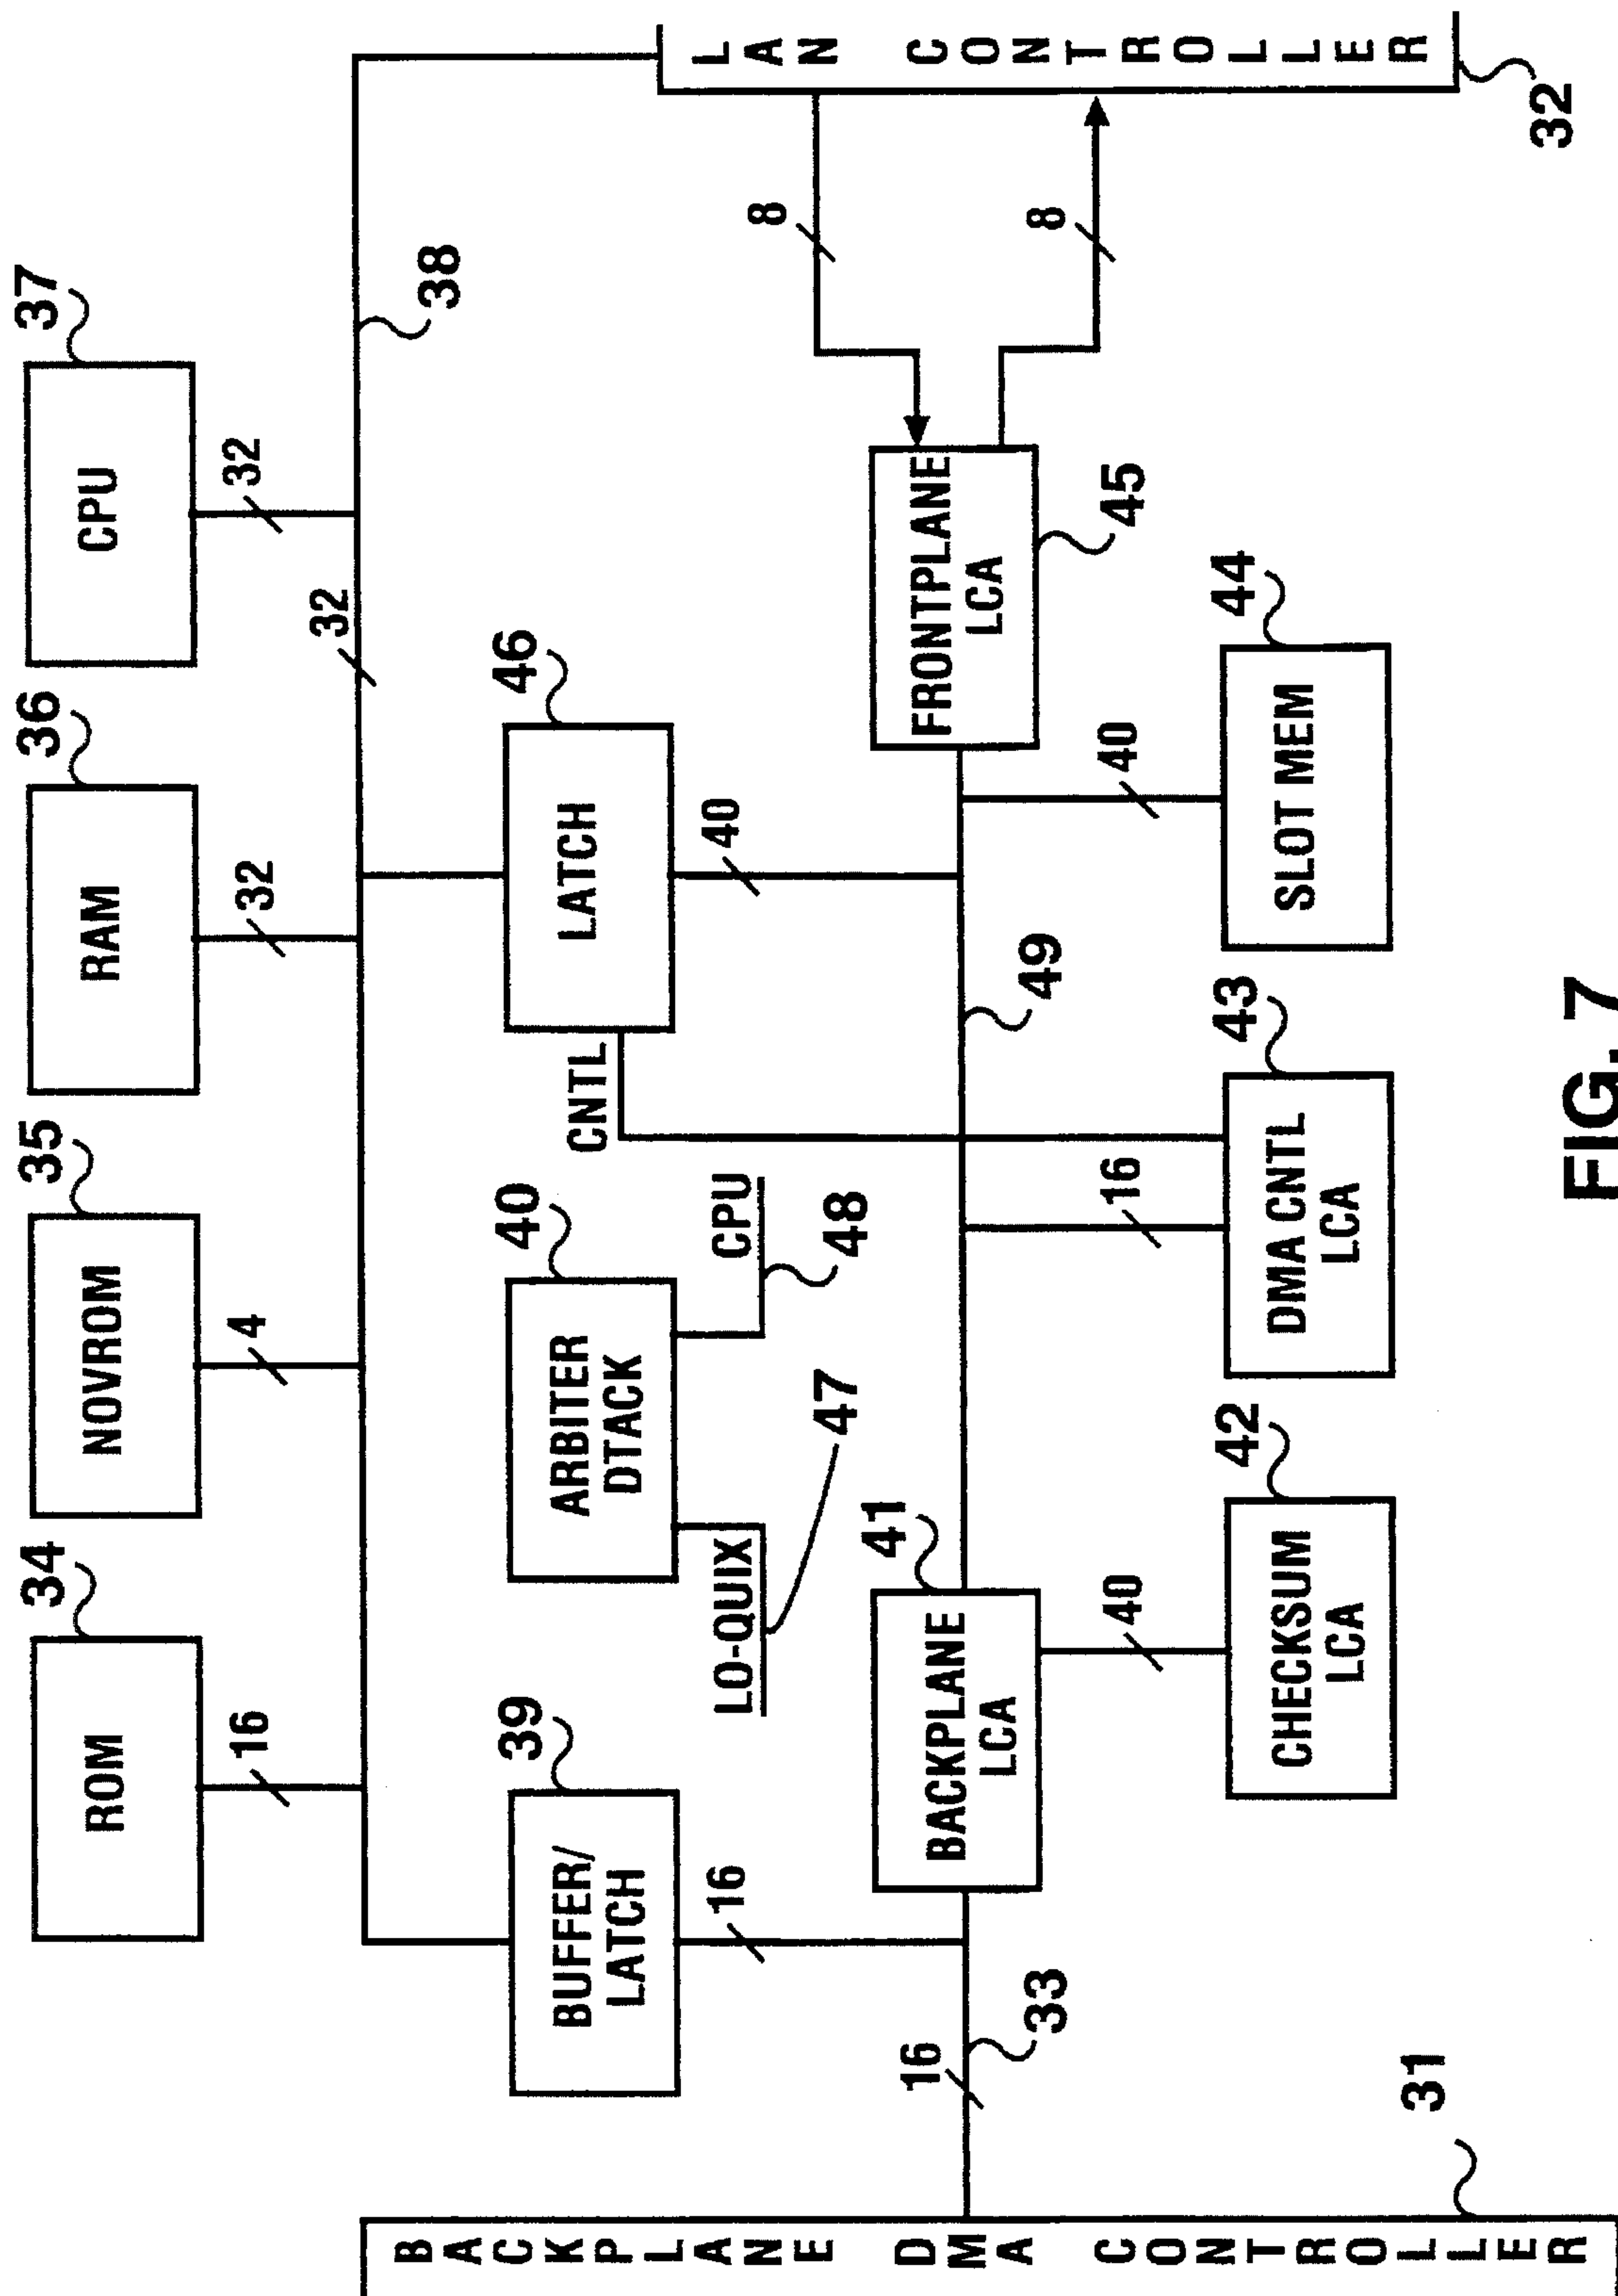 34
35
36
37
ROM
NOVROM
RAM
CPU
16
4
32
32
32
38
39
40
46
BUFFER/
LATCH
ARBITER
DTACK
CNTL
LATCH
16
LO-QUIX
CPU
40
8
47
48
41
BACKPLANE
LCA
FRONTPLANE
LCA
16
33
49
8
45
40
16
40
42
43
44
CHECKSUM
LCA
DMA CNTL
LCA
SLOT MEM
31
32
BACKPLANE DMA CONTROLLER
LAN CONTROLLER
FIG. 7